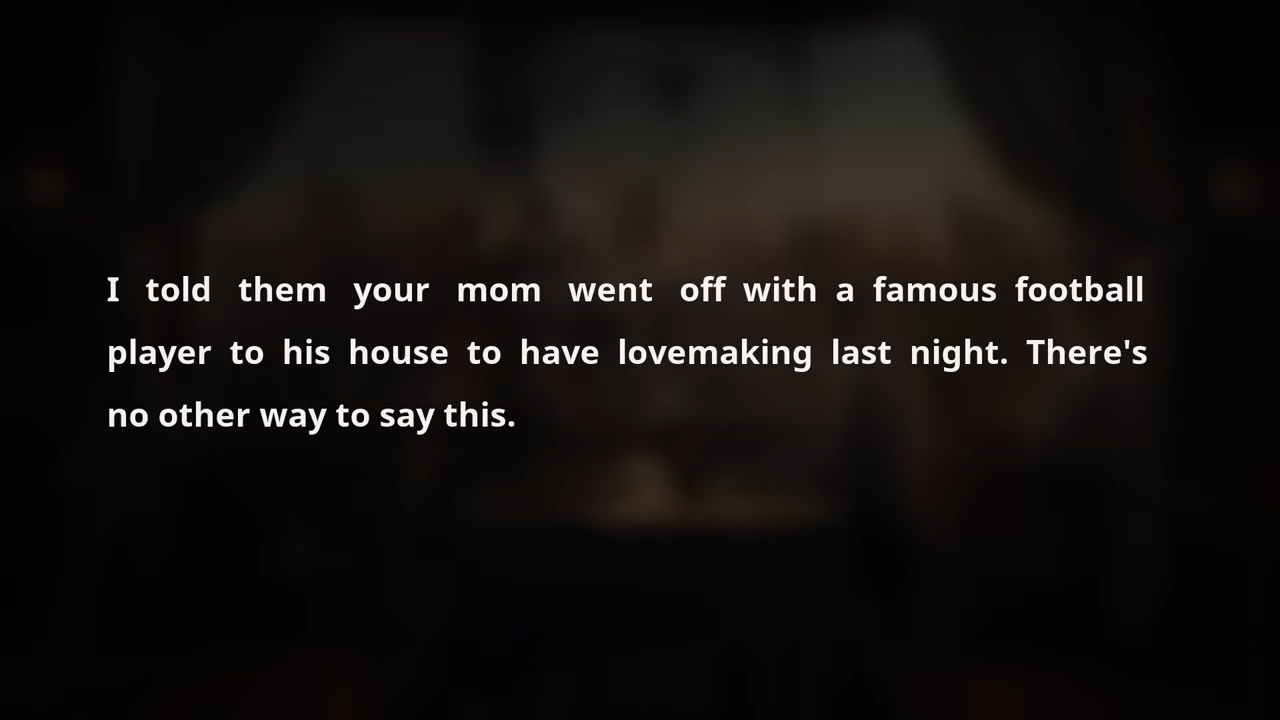 I told them your mom went off with a famous football
player to his house to have lovemaking last night. There's
no other way to say this.